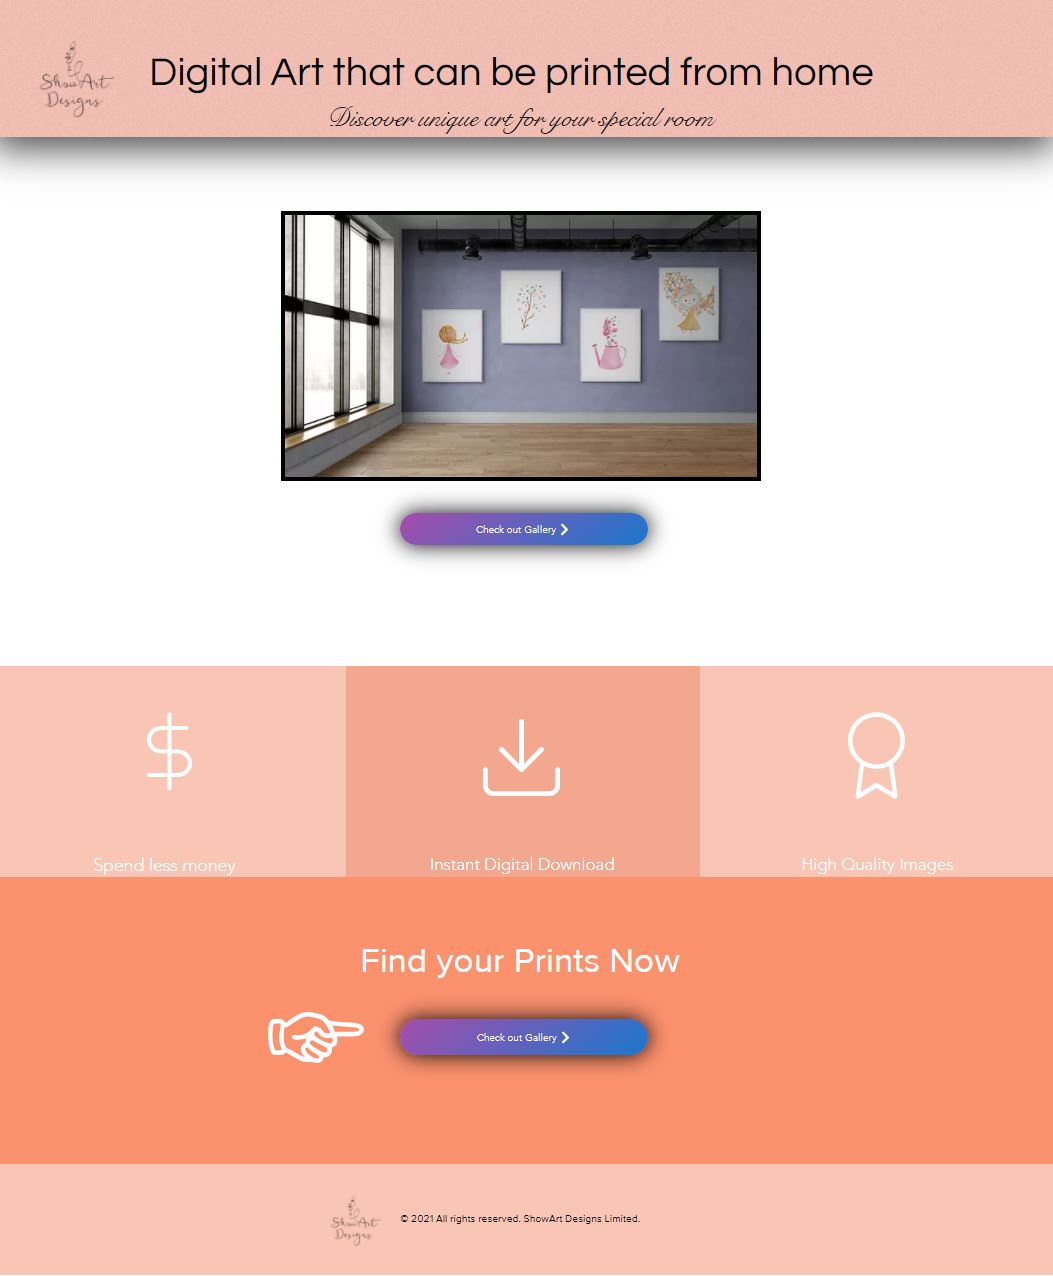 ShowArt
Designs
Digital Art that can be printed from home
Discover unique art for your special room
Check out Gallery
Spend less money
Instant Digital Download
High Quality Images
Find your Prints Now
Check out Gallery
ShowArt
Designs
© 2021 All rights reserved. ShowArt Designs Limited.